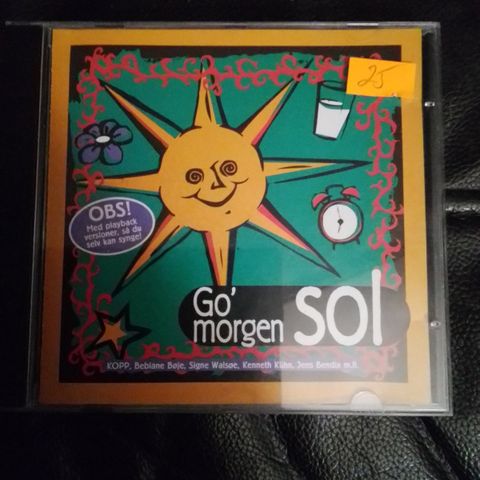 25
OBS!
Med playback
versioner, så du
selv kan synge!
Go'
morgen sol
KOPP, Bebiane Bøje, Signe Walsøe, Kenneth Kühn, Jens Bendix m.fl.